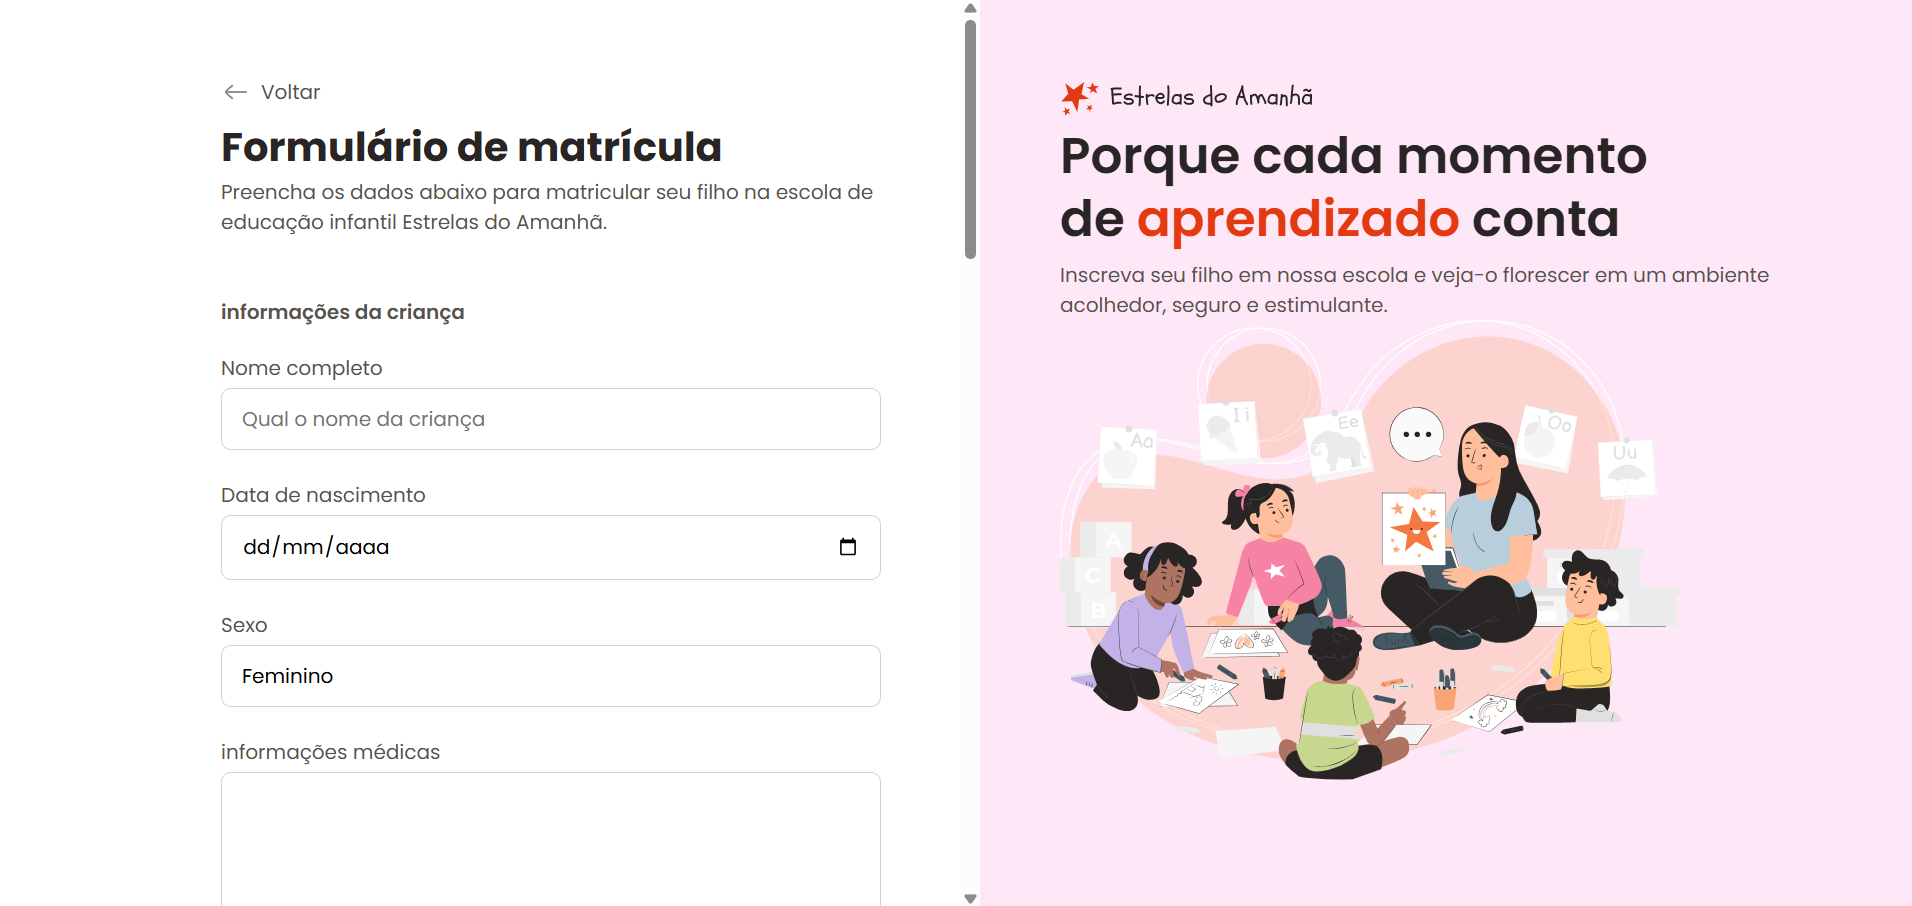 Voltar
Formulário de matrícula
Preencha os dados abaixo para matricular seu filho na escola de
educação infantil Estrelas do Amanhã.
informações da criança
Nome completo
Qual o nome da criança
Data de nascimento
dd/mm/aaaa
Sexo
Feminino
informações médicas
Estrelas do Amanhã
Porque cada momento
de aprendizado conta
Inscreva seu filho em nossa escola e veja-o florescer em um ambiente
acolhedor, seguro e estimulante.
Aa
Ii
Ee
Oo
Uu
A
C
B